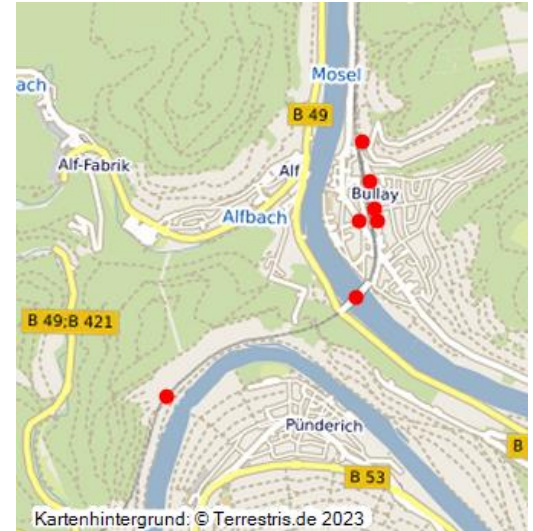 Mosel
ach
B 49
Alf-Fabrik
Alf
Bullay
Alfbach
B 49;B 421
Pünderich
B
B 53
Kartenhintergrund: © Terrestris.de 2023